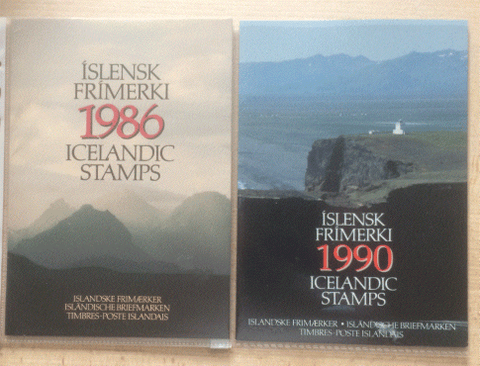 ÍSLENSK
FRÍMERKI
1986
ICELANDIC
STAMPS
ISLANDSKE FRIMÆRKER
ISLÄNDISCHE BRIEFMARKEN
TIMBRES-POSTE ISLANDAIS
ÍSLENSK
FRÍMERKI
1990
ICELANDIC
STAMPS
ISLANDSKE FRIMÆRKER • ISLÄNDISCHE BRIEFMARKEN
TIMBRES-POSTE ISLANDAIS